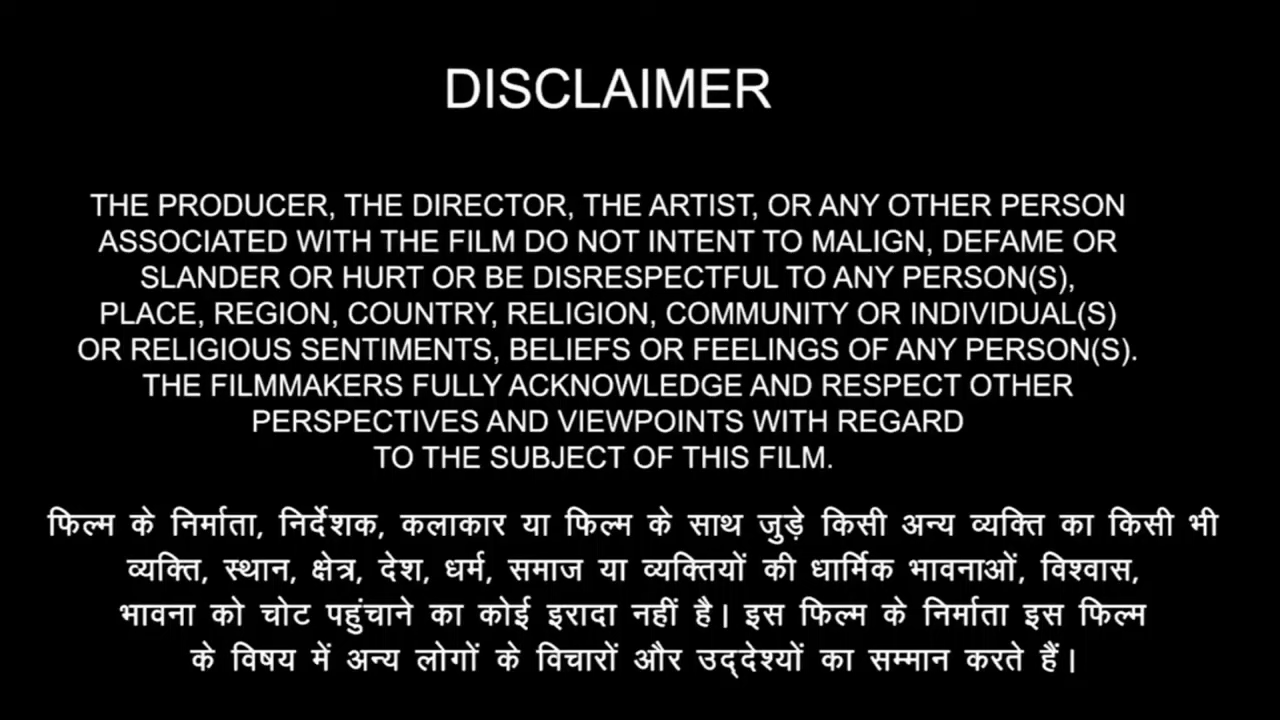 DISCLAIMER
THE PRODUCER, THE DIRECTOR, THE ARTIST, OR ANY OTHER PERSON
ASSOCIATED WITH THE FILM DO NOT INTENT TO MALIGN, DEFAME OR
SLANDER OR HURT OR BE DISRESPECTFUL TO ANY PERSON(S),
PLACE, REGION, COUNTRY, RELIGION, COMMUNITY OR INDIVIDUAL(S)
OR RELIGIOUS SENTIMENTS, BELIEFS OR FEELINGS OF ANY PERSON(S).
THE FILMMAKERS FULLY ACKNOWLEDGE AND RESPECT OTHER
PERSPECTIVES AND VIEWPOINTS WITH REGARD
TO THE SUBJECT OF THIS FILM.
फिल्म के निर्माता, निर्देशक, कलाकार या फिल्म के साथ जुड़े किसी अन्य व्यक्ति का किसी भी
व्यक्ति, स्थान, क्षेत्र, देश, धर्म, समाज या व्यक्तियों की धार्मिक भावनाओं, विश्वास,
भावना को चोट पहुंचाने का कोई इरादा नहीं है। इस फिल्म के निर्माता इस फिल्म
के विषय में अन्य लोगों के विचारों और उद्देश्यों का सम्मान करते हैं।